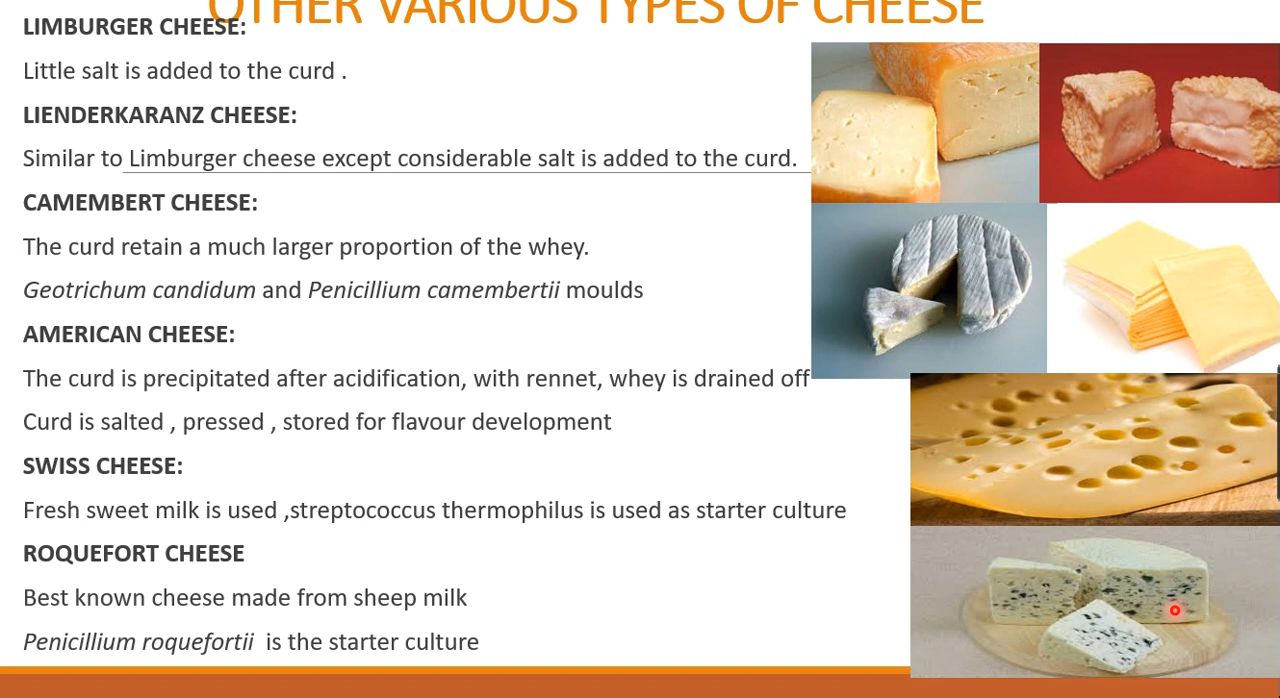 OTHER VARIOUS TYPES OF CHEESE
LIMBURGER CHEESE:
Little salt is added to the curd .
LIENDERKARANZ CHEESE:
Similar to Limburger cheese except considerable salt is added to the curd.
CAMEMBERT CHEESE:
The curd retain a much larger proportion of the whey.
Geotrichum candidum and Penicillium camembertii moulds
AMERICAN CHEESE:
The curd is precipitated after acidification, with rennet, whey is drained off
Curd is salted , pressed , stored for flavour development
SWISS CHEESE:
Fresh sweet milk is used ,streptococcus thermophilus is used as starter culture
ROQUEFORT CHEESE
Best known cheese made from sheep milk
Penicillium roquefortii  is the starter culture